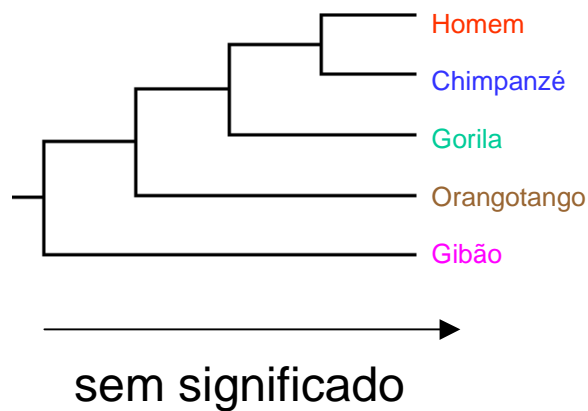 Homem
Chimpanzé
Gorila
Orangotango
Gibão
sem significado